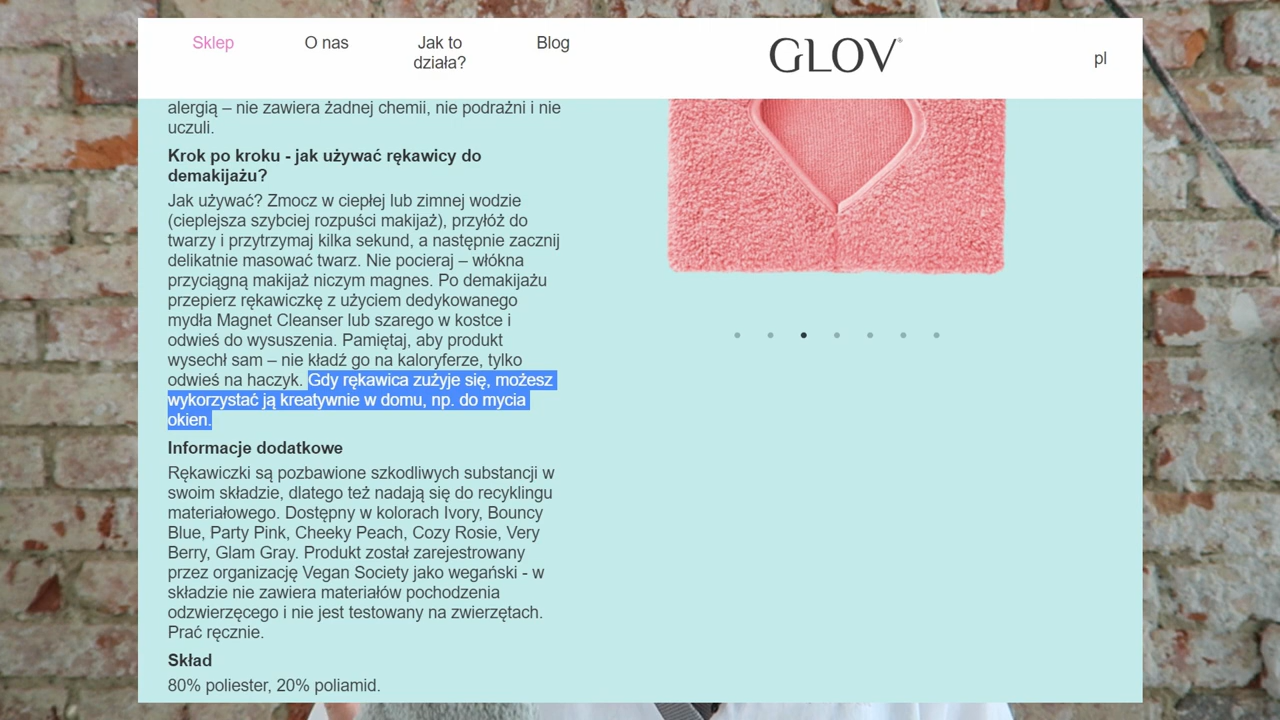 Sklep
O nas
Jak to
działa?
Blog
GLOV®
pl
alergią – nie zawiera żadnej chemii, nie podraźni i nie
uczuli.
Krok po kroku - jak używać rękawicy do
demakijażu?
Jak używać? Zmocz w ciepłej lub zimnej wodzie
(cieplejsza szybciej rozpuści makijaż), przyłóż do
twarzy i przytrzymaj kilka sekund, a następnie zacznij
delikatnie masować twarz. Nie pocieraj – włókna
przyciągną makijaż niczym magnes. Po demakijażu
przepierz rękawiczkę z użyciem dedykowanego
mydła Magnet Cleanser lub szarego w kostce i
odwieś do wysuszenia. Pamiętaj, aby produkt
wysechł sam – nie kładź go na kaloryferze, tylko
odwieś na haczyk. Gdy rękawica zużyje się, możesz
wykorzystać ją kreatywnie w domu, np. do mycia
okien.
Informacje dodatkowe
Rękawiczki są pozbawione szkodliwych substancji w
swoim składzie, dlatego też nadają się do recyklingu
materiałowego. Dostępny w kolorach Ivory, Bouncy
Blue, Party Pink, Cheeky Peach, Cozy Rosie, Very
Berry, Glam Gray. Produkt został zarejestrowany
przez organizację Vegan Society jako wegański - w
składzie nie zawiera materiałów pochodzenia
odzwierzęcego i nie jest testowany na zwierzętach.
Prać ręcznie.
Skład
80% poliester, 20% poliamid.